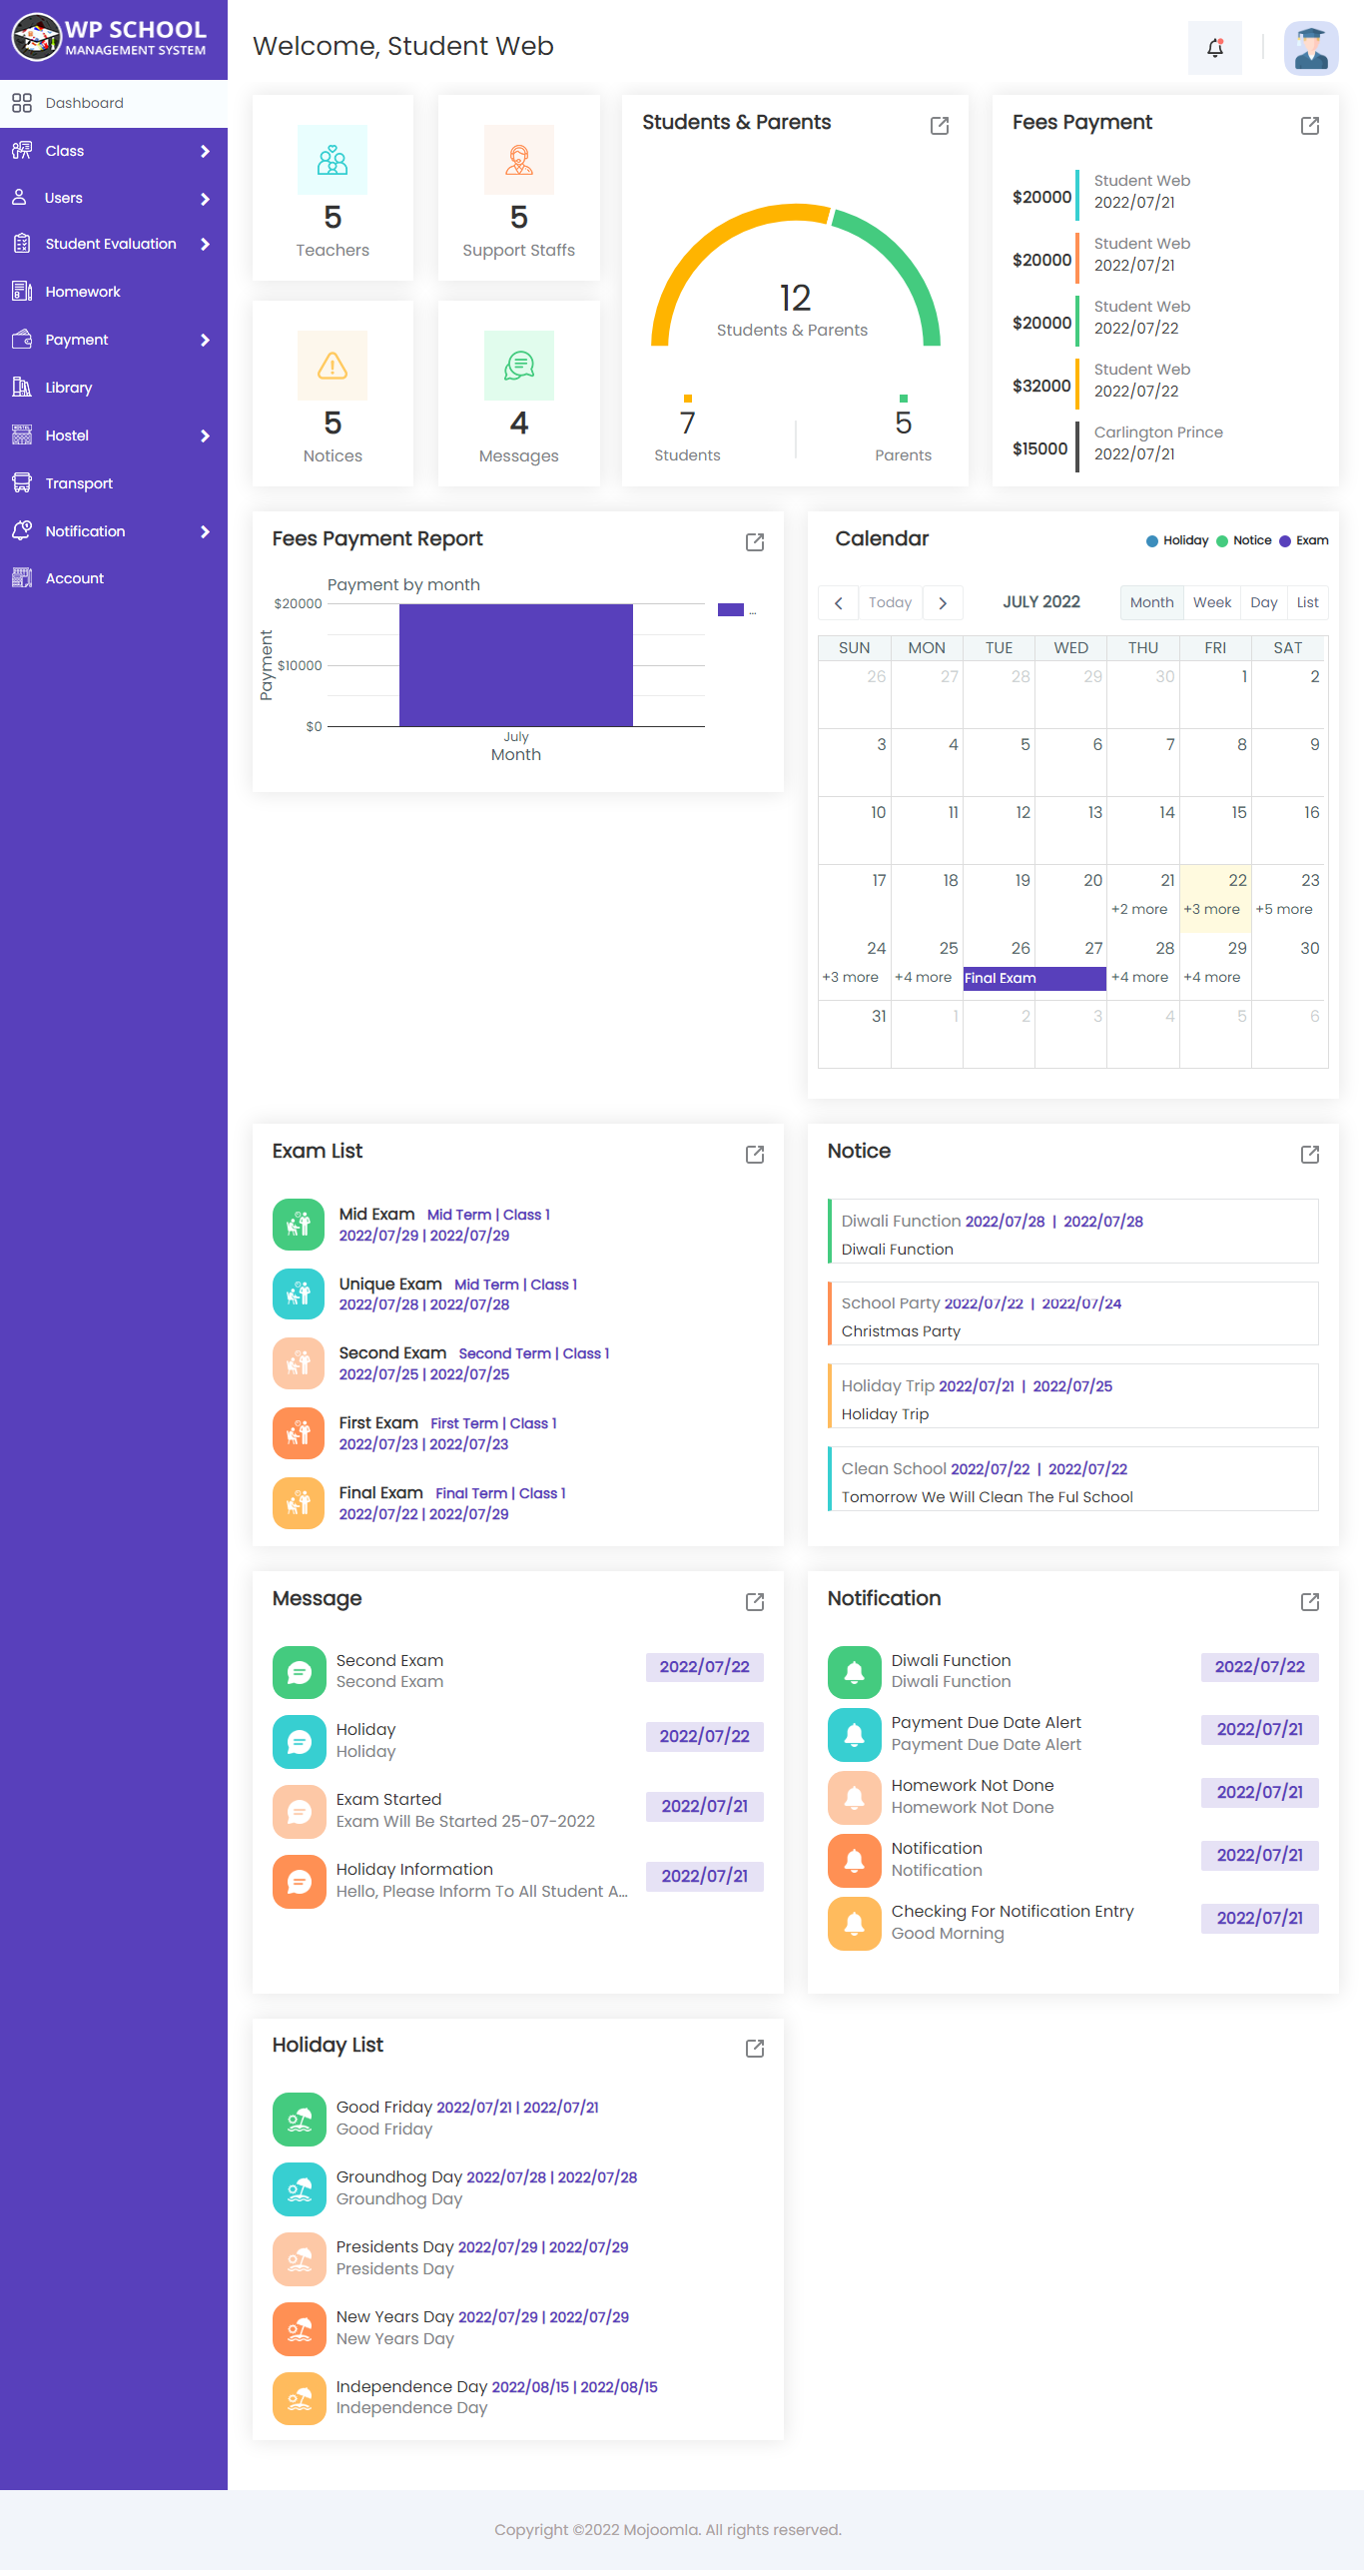 WP SCHOOL
MANAGEMENT SYSTEM
Dashboard
Class
Users
Student Evaluation
Homework
Payment
Library
Hostel
Transport
Notification
Account
Welcome, Student Web
5
Teachers
5
Support Staffs
5
Notices
4
Messages
Students & Parents
12
Students & Parents
7
Students
5
Parents
Fees Payment
$20000
Student Web
2022/07/21
$20000
Student Web
2022/07/21
$20000
Student Web
2022/07/22
$32000
Student Web
2022/07/22
$15000
Carlington Prince
2022/07/21
Fees Payment Report
Payment by month
$20000
$10000
$0
Payment
July
Month
...
Calendar
Holiday Notice Exam
Today
JULY 2022
Month Week Day List
SUN MON TUE WED THU FRI SAT
26 27 28 29 30 1 2
3 4 5 6 7 8 9
10 11 12 13 14 15 16
17 18 19 20 21 22 23
+2 more +3 more +5 more
24 25 26 27 28 29 30
+3 more +4 more Final Exam +4 more +4 more
31 1 2 3 4 5 6
Exam List
Mid Exam Mid Term | Class 1
2022/07/29 | 2022/07/29
Unique Exam Mid Term | Class 1
2022/07/28 | 2022/07/28
Second Exam Second Term | Class 1
2022/07/25 | 2022/07/25
First Exam First Term | Class 1
2022/07/23 | 2022/07/23
Final Exam Final Term | Class 1
2022/07/22 | 2022/07/29
Notice
Diwali Function 2022/07/28 | 2022/07/28
Diwali Function
School Party 2022/07/22 | 2022/07/24
Christmas Party
Holiday Trip 2022/07/21 | 2022/07/25
Holiday Trip
Clean School 2022/07/22 | 2022/07/22
Tomorrow We Will Clean The Ful School
Message
Second Exam 2022/07/22
Second Exam
Holiday 2022/07/22
Holiday
Exam Started 2022/07/21
Exam Will Be Started 25-07-2022
Holiday Information 2022/07/21
Hello, Please Inform To All Student A...
Notification
Diwali Function 2022/07/22
Diwali Function
Payment Due Date Alert 2022/07/21
Payment Due Date Alert
Homework Not Done 2022/07/21
Homework Not Done
Notification 2022/07/21
Notification
Checking For Notification Entry 2022/07/21
Good Morning
Holiday List
Good Friday 2022/07/21 | 2022/07/21
Good Friday
Groundhog Day 2022/07/28 | 2022/07/28
Groundhog Day
Presidents Day 2022/07/29 | 2022/07/29
Presidents Day
New Years Day 2022/07/29 | 2022/07/29
New Years Day
Independence Day 2022/08/15 | 2022/08/15
Independence Day
Copyright ©2022 Mojoomla. All rights reserved.